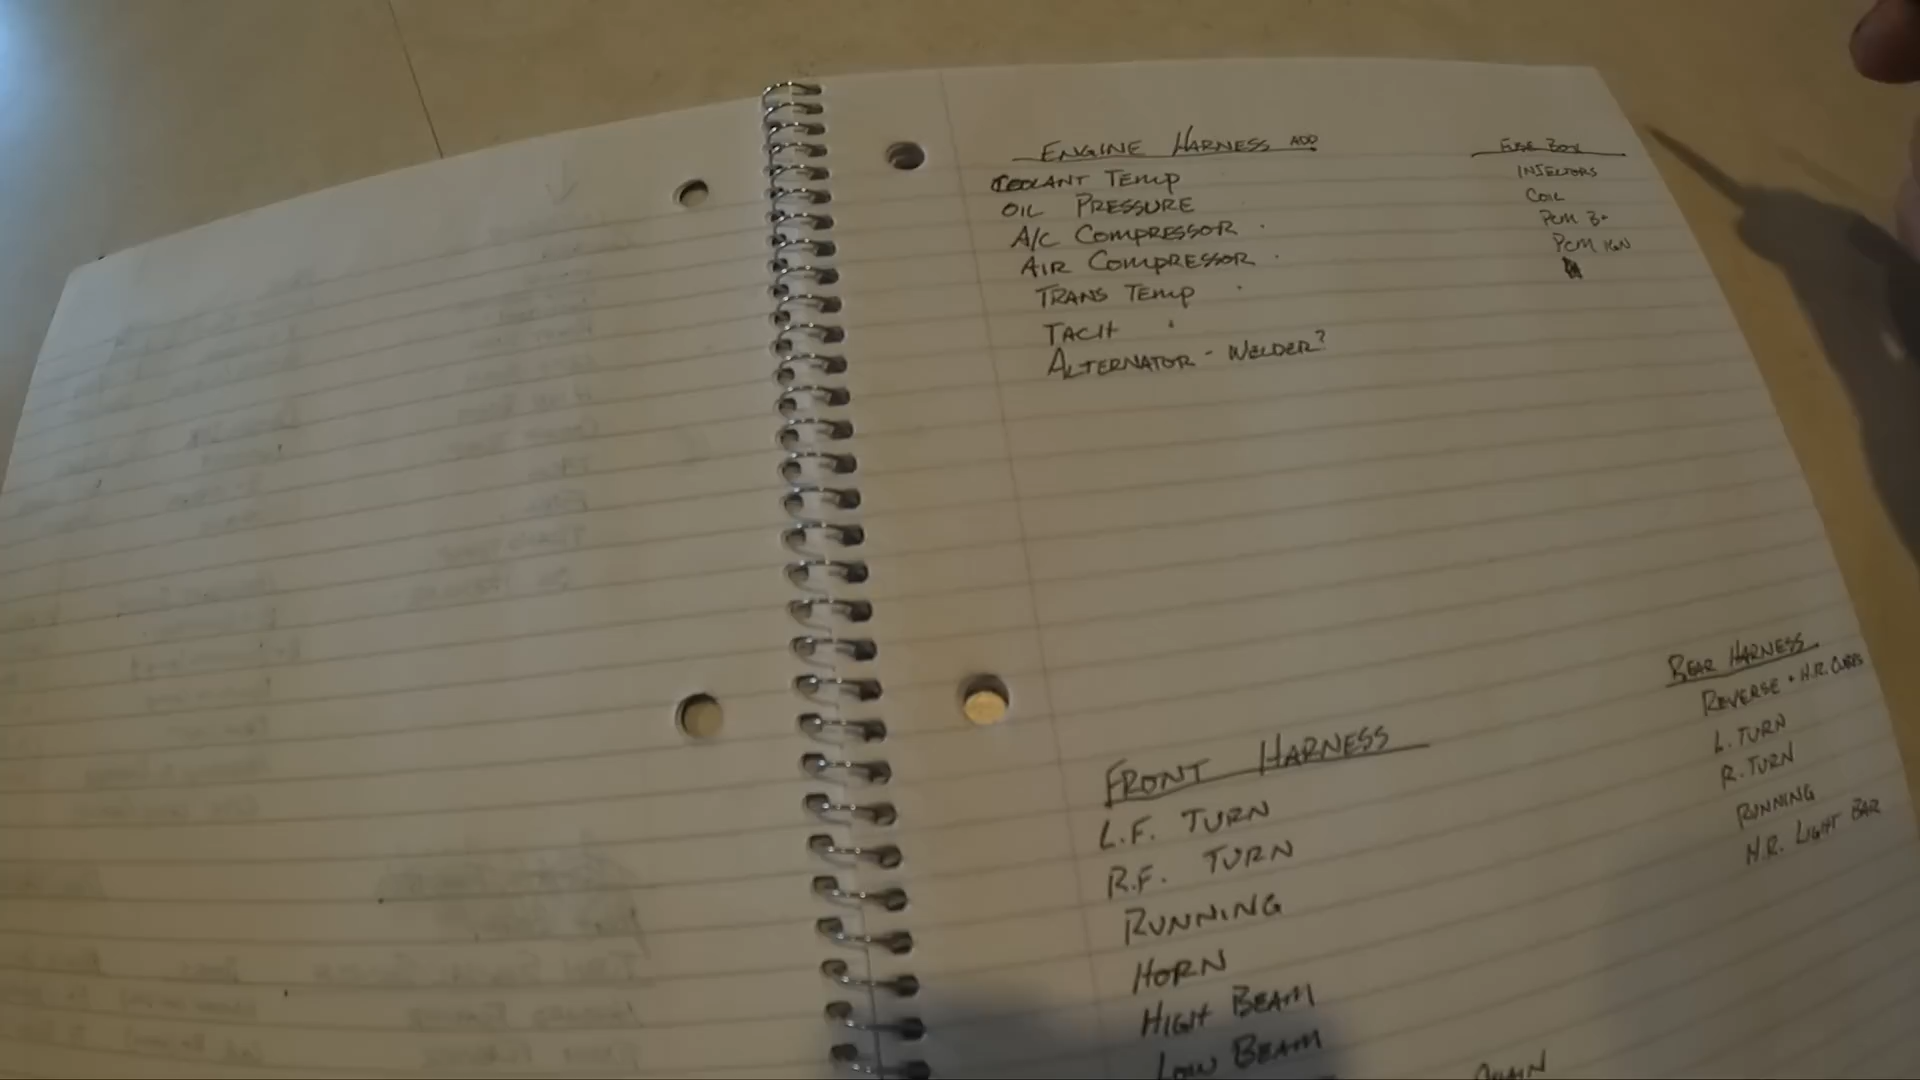 ENGINE HARNESS ADD
COOLANT TEMP
OIL PRESSURE
A/C COMPRESSOR
AIR COMPRESSOR
TRANS TEMP
TACH
ALTERNATOR - WELDER?
FUSE BOX
INJECTORS
COIL
PCM B+
PCM IGN
FRONT HARNESS
L.F. TURN
R.F. TURN
RUNNING
HORN
HIGH BEAM
LOW BEAM
REAR HARNESS
REVERSE + H.R. CUBES
L. TURN
R. TURN
RUNNING
H.R. LIGHT BAR